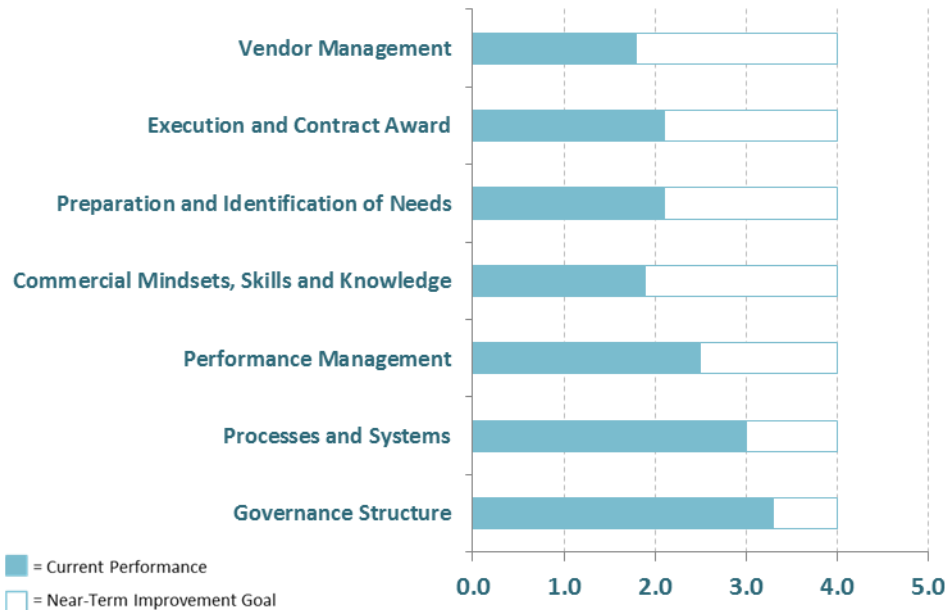 Vendor Management
Execution and Contract Award
Preparation and Identification of Needs
Commercial Mindsets, Skills and Knowledge
Performance Management
Processes and Systems
Governance Structure
0.0 1.0 2.0 3.0 4.0 5.0
= Current Performance
= Near-Term Improvement Goal